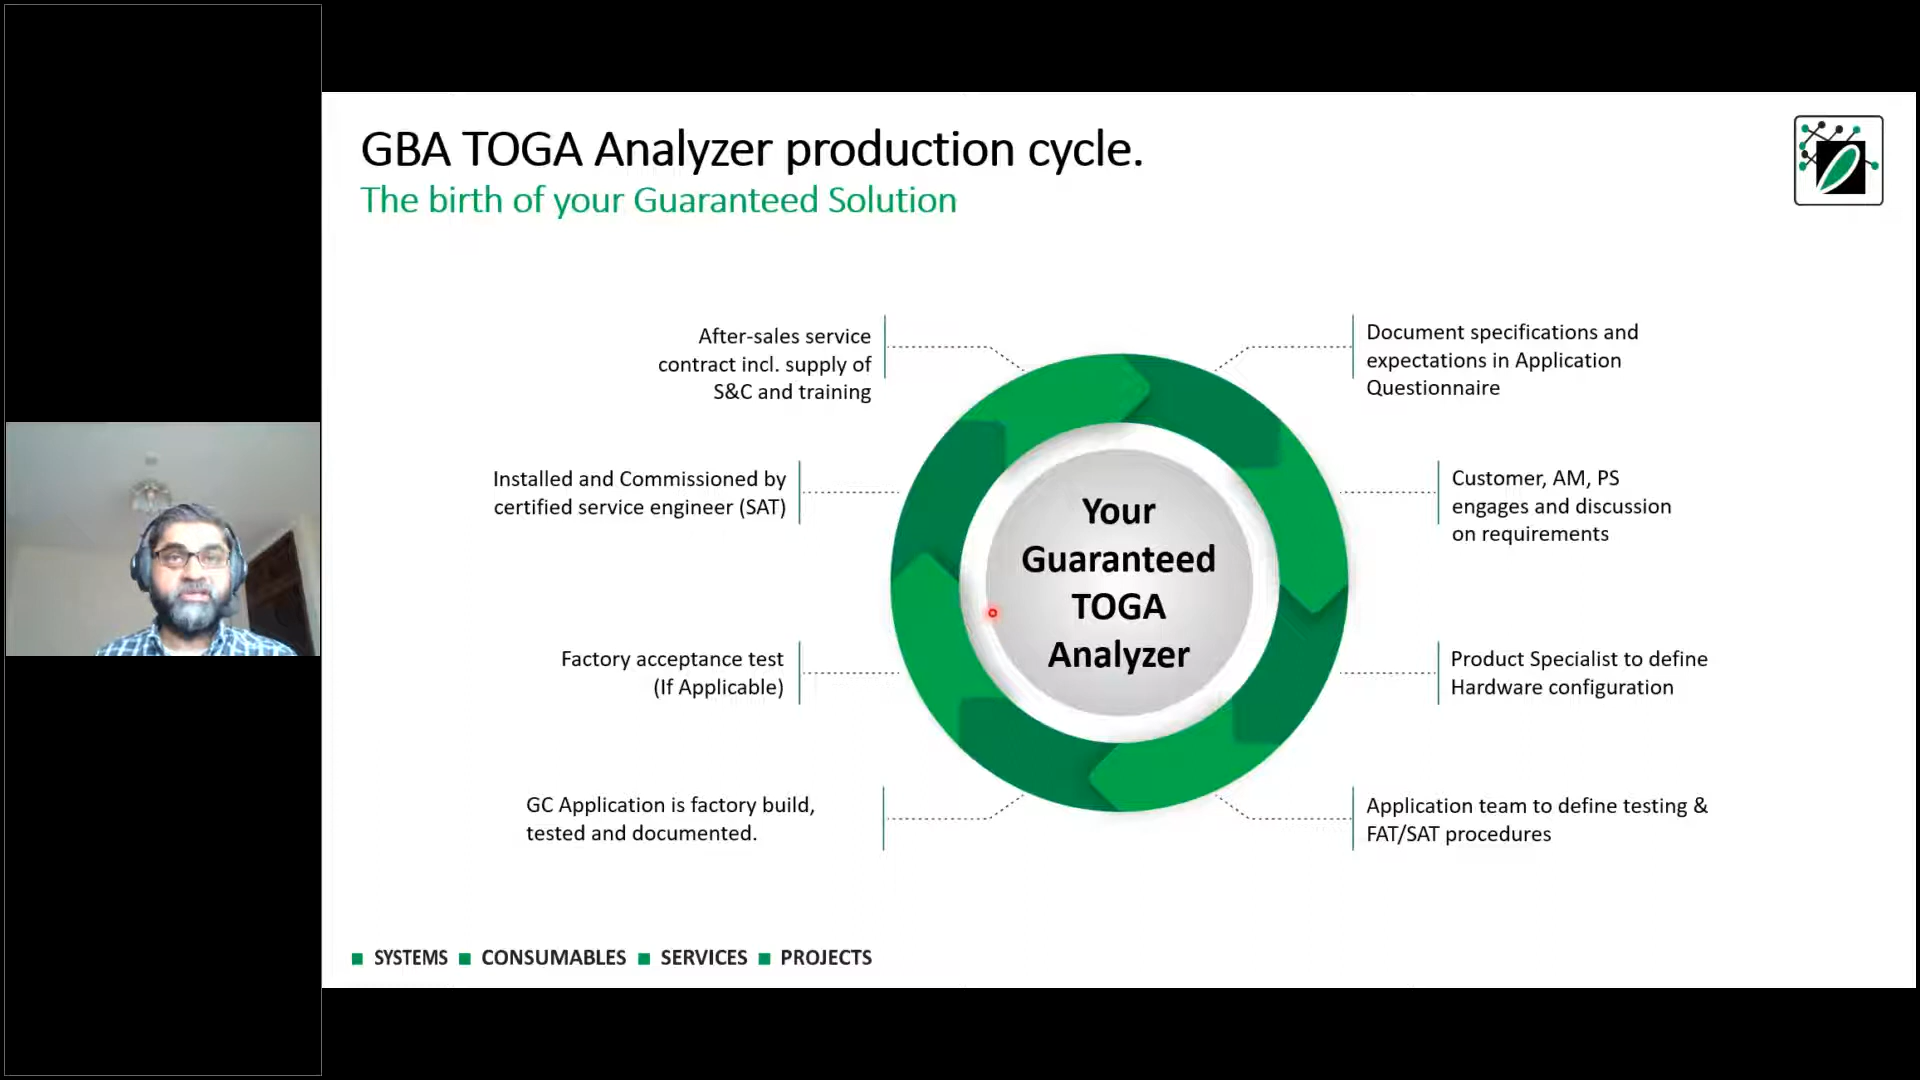 GBA TOGA Analyzer production cycle.
The birth of your Guaranteed Solution
After-sales service
contract incl. supply of
S&C and training
Document specifications and
expectations in Application
Questionnaire
Installed and Commissioned by
certified service engineer (SAT)
Customer, AM, PS
engages and discussion
on requirements
Your
Guaranteed
TOGA
Analyzer
Factory acceptance test
(If Applicable)
Product Specialist to define
Hardware configuration
GC Application is factory build,
tested and documented.
Application team to define testing &
FAT/SAT procedures
SYSTEMS CONSUMABLES SERVICES PROJECTS